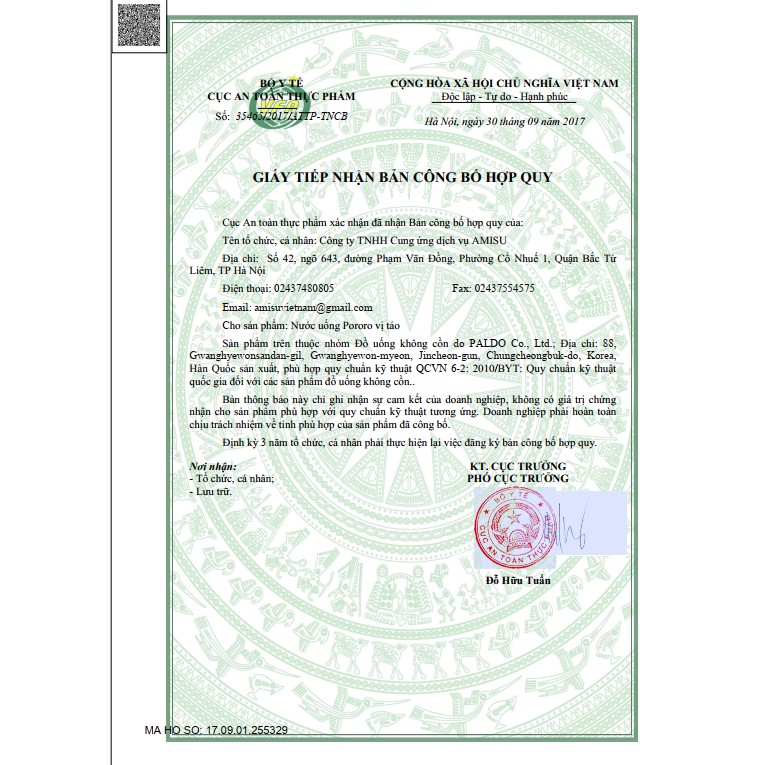 BỘ Y TẾ
CỤC AN TOÀN THỰC PHẨM
Số: 35465/2017/ATTP-TNCB
CỘNG HÒA XÃ HỘI CHỦ NGHĨA VIỆT NAM
Độc lập - Tự do - Hạnh phúc
Hà Nội, ngày 30 tháng 09 năm 2017
GIẤY TIẾP NHẬN BẢN CÔNG BỐ HỢP QUY
Cục An toàn thực phẩm xác nhận đã nhận Bản công bố hợp quy của:
Tên tổ chức, cá nhân: Công ty TNHH Cung ứng dịch vụ AMISU
Địa chỉ: Số 42, ngõ 643, đường Phạm Văn Đồng, Phường Cổ Nhuế 1, Quận Bắc Từ
Liêm, TP Hà Nội
Điện thoại: 02437480805 Fax: 02437554575
Email: amisuvietnam@gmail.com
Cho sản phẩm: Nước uống Pororo vị táo
Sản phẩm trên thuộc nhóm Đồ uống không cồn do PALDO Co., Ltd.; Địa chỉ: 88,
Gwanghyewonsandan-gil, Gwanghyewon-myeon, Jincheon-gun, Chungcheongbuk-do, Korea,
Hàn Quốc sản xuất, phù hợp quy chuẩn kỹ thuật QCVN 6-2: 2010/BYT: Quy chuẩn kỹ thuật
quốc gia đối với các sản phẩm đồ uống không cồn..
Bản thông báo này chỉ ghi nhận sự cam kết của doanh nghiệp, không có giá trị chứng
nhận cho sản phẩm phù hợp với quy chuẩn kỹ thuật tương ứng. Doanh nghiệp phải hoàn toàn
chịu trách nhiệm về tính phù hợp của sản phẩm đã công bố.
Định kỳ 3 năm tổ chức, cá nhân phải thực hiện lại việc đăng ký bản công bố hợp quy.
Nơi nhận:
- Tổ chức, cá nhân;
- Lưu trữ.
KT. CỤC TRƯỞNG
PHÓ CỤC TRƯỞNG
BỘ Y TẾ
CỤC AN TOÀN THỰC PHẨM
Đỗ Hữu Tuấn
MA HO SO: 17.09.01.255329